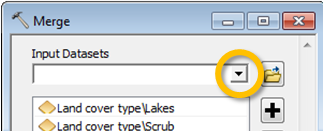 Merge
Input Datasets
Land cover type\Lakes
Land cover type\Scrub